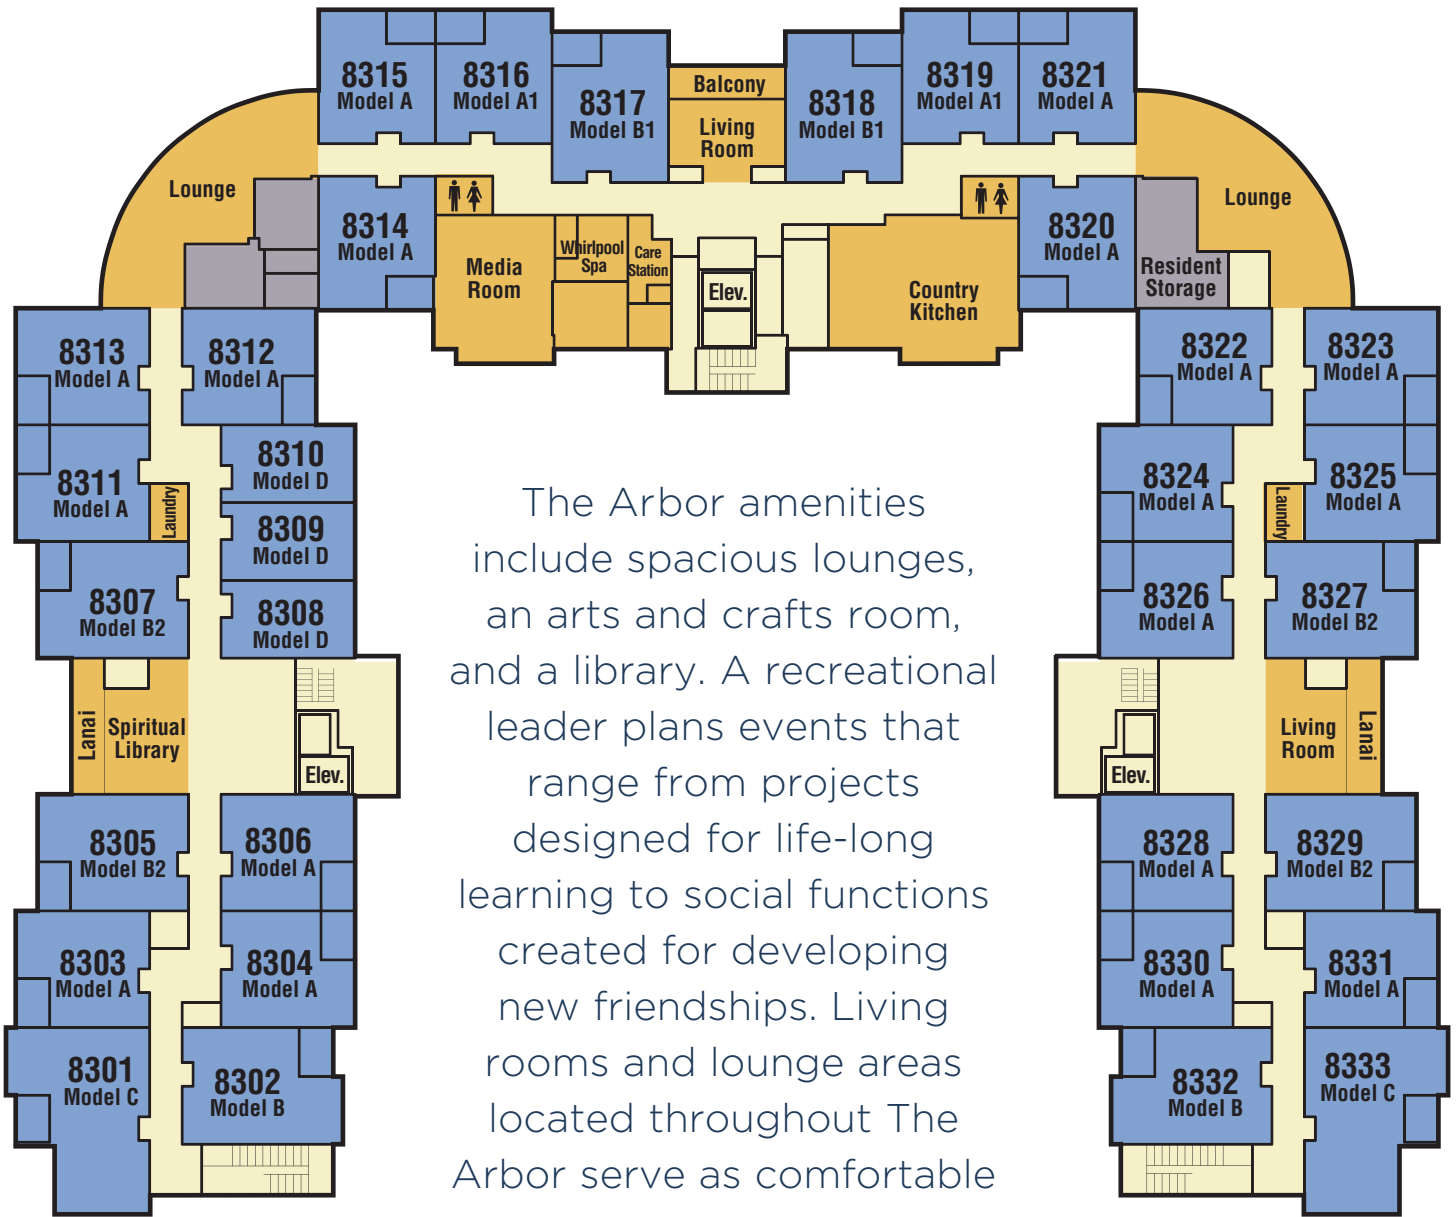 8315
Model A
8316
Model A1
8317
Model B1
Balcony
Living
Room
8318
Model B1
8319
Model A1
8321
Model A
Lounge
8314
Model A
Media
Room
Whirlpool
Spa
Care
Station
Elev.
Country
Kitchen
8320
Model A
Resident
Storage
Lounge
8313
Model A
8312
Model A
8322
Model A
8323
Model A
8311
Model A
Laundry
8310
Model D
8309
Model D
8308
Model D
8307
Model B2
8324
Model A
Laundry
8325
Model A
8326
Model A
8327
Model B2
Lanai
Spiritual
Library
Elev.
Elev.
Living
Room
Lanai
8305
Model B2
8306
Model A
8328
Model A
8329
Model B2
8303
Model A
8304
Model A
8330
Model A
8331
Model A
8301
Model C
8302
Model B
8332
Model B
8333
Model C
The Arbor amenities
include spacious lounges,
an arts and crafts room,
and a library. A recreational
leader plans events that
range from projects
designed for life-long
learning to social functions
created for developing
new friendships. Living
rooms and lounge areas
located throughout The
Arbor serve as comfortable